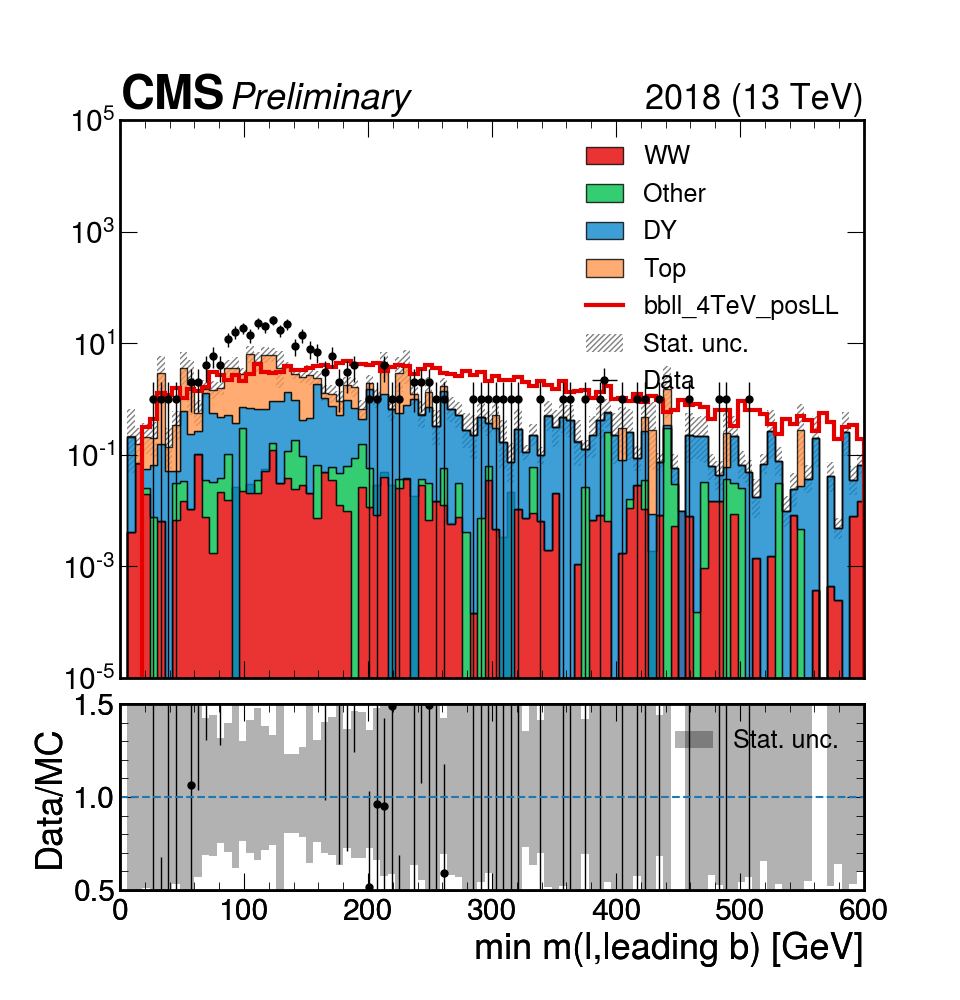 CMS Preliminary 2018 (13 TeV)
10^5
10^3
10^1
10^-1
10^-3
10^-5
WW
Other
DY
Top
bbll_4TeV_posLL
Stat. unc.
Data
1.5
1.0
0.5
Data/MC
Stat. unc.
0 100 200 300 400 500 600
min m(l,leading b) [GeV]